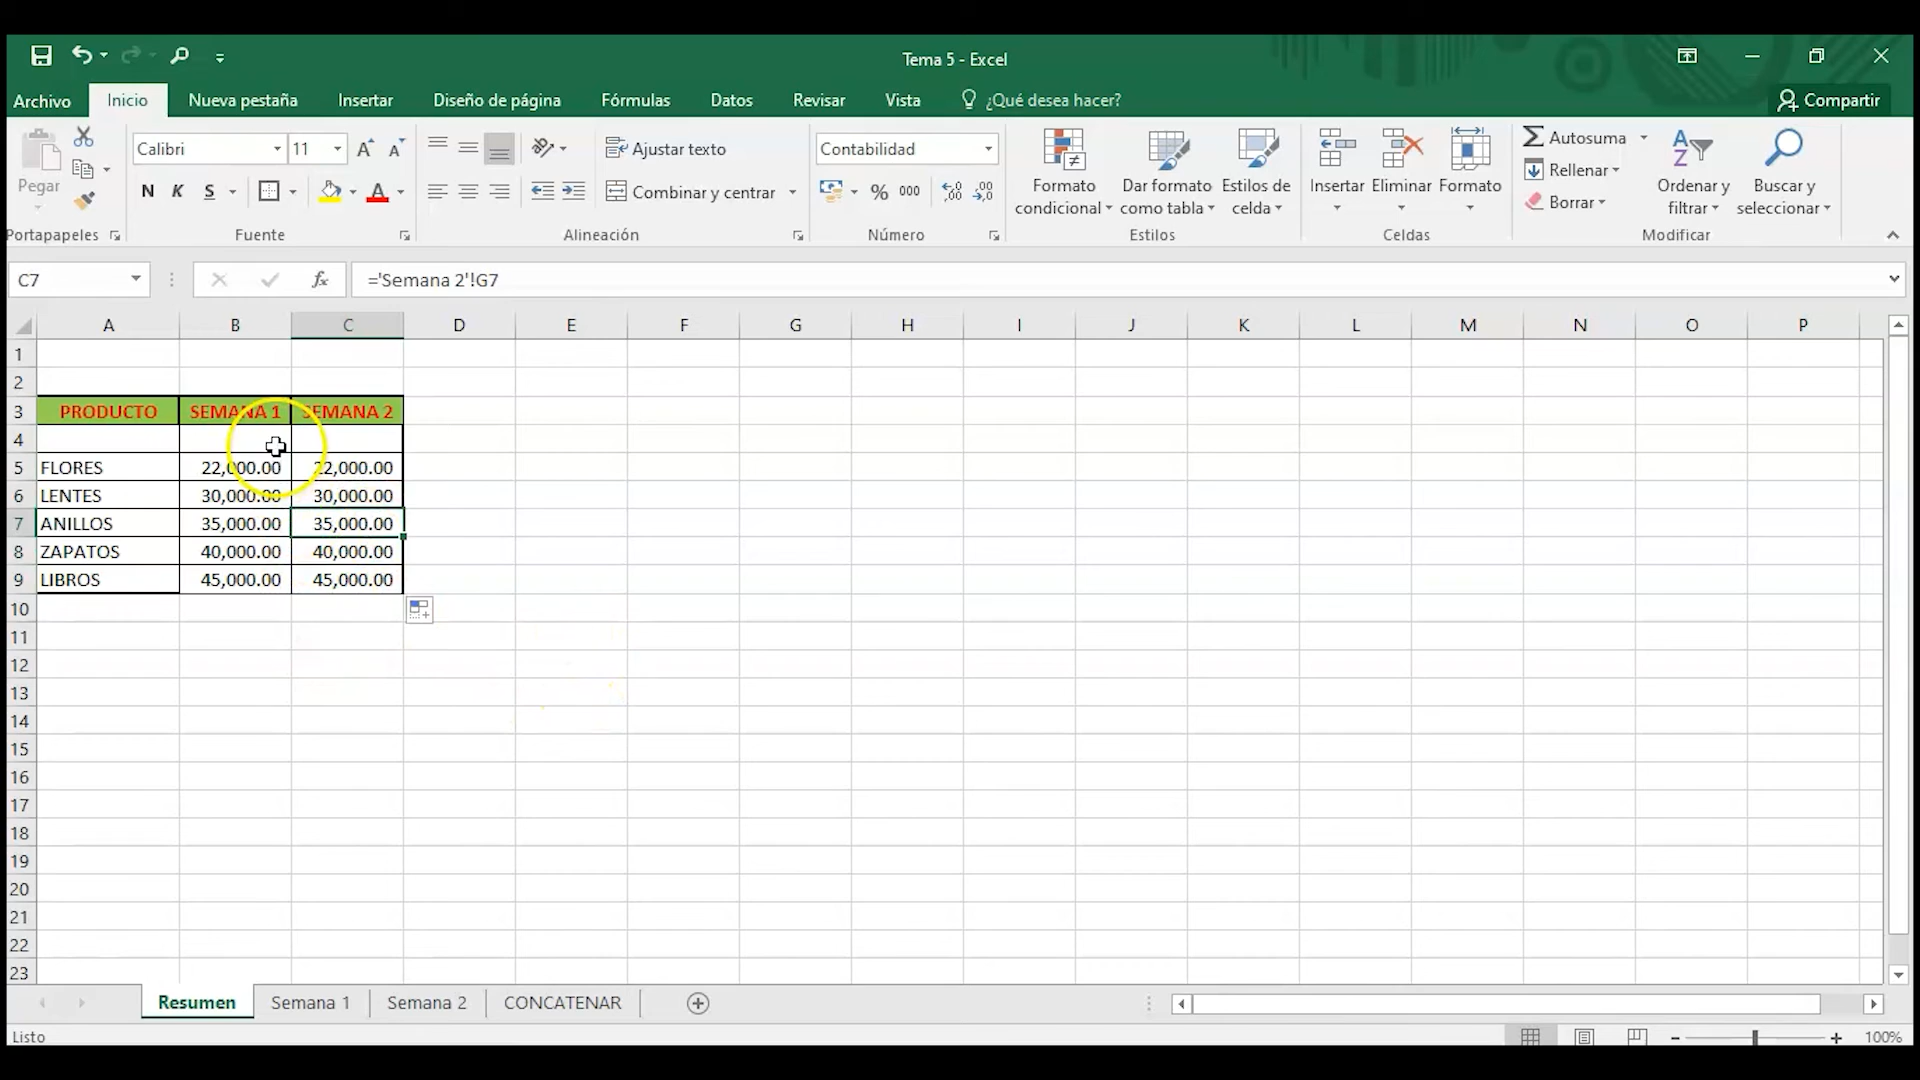 Tema 5 - Excel
Archivo Inicio Nueva pestaña Insertar Diseño de página Fórmulas Datos Revisar Vista ¿Qué desea hacer? Compartir
Pegar
Calibri 11
N K S
Ajustar texto
Combinar y centrar
Contabilidad
% 000
Formato condicional
Dar formato como tabla
Estilos de celda
Insertar Eliminar Formato
Autosuma
Rellenar
Borrar
Ordenar y filtrar
Buscar y seleccionar
Portapapeles Fuente Alineación Número Estilos Celdas Modificar
C7 fx ='Semana 2'!G7
A B C D E F G H I J K L M N O P
1
2
3 PRODUCTO SEMANA 1 SEMANA 2
4
5 FLORES 22,000.00 22,000.00
6 LENTES 30,000.00 30,000.00
7 ANILLOS 35,000.00 35,000.00
8 ZAPATOS 40,000.00 40,000.00
9 LIBROS 45,000.00 45,000.00
10
11
12
13
14
15
16
17
18
19
20
21
22
23
Resumen Semana 1 Semana 2 CONCATENAR
Listo 100%